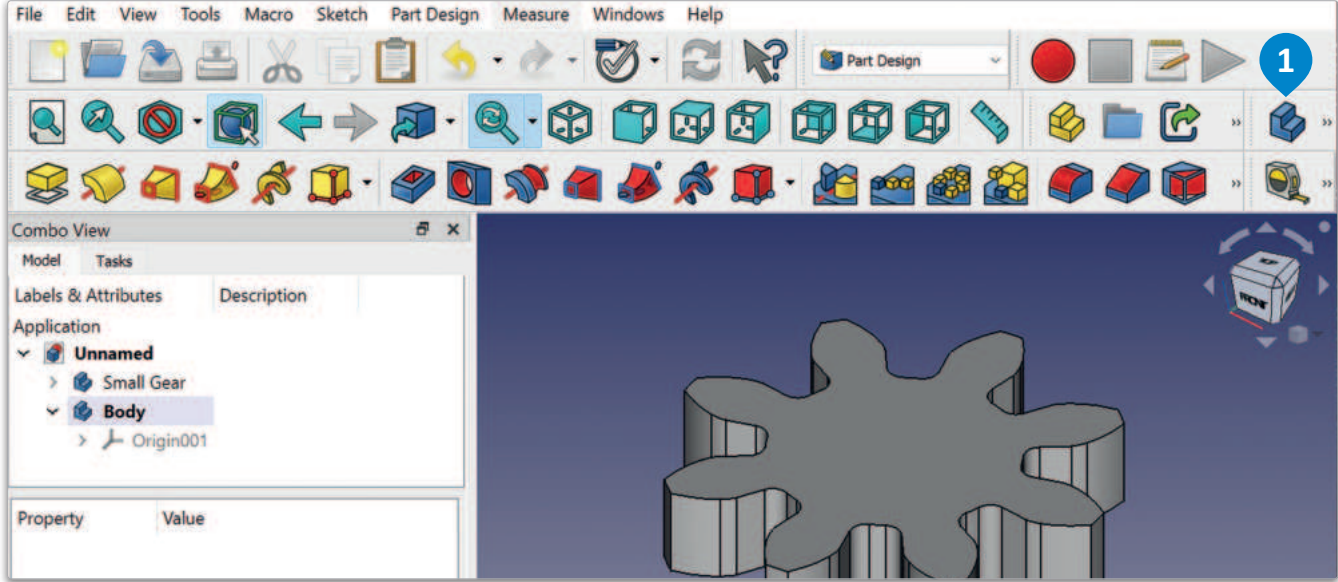 File Edit View Tools Macro Sketch Part Design Measure Windows Help
Part Design
1
Combo View
Model Tasks
Labels & Attributes Description
Application
Unnamed
Small Gear
Body
Origin001
Property Value
FRONT